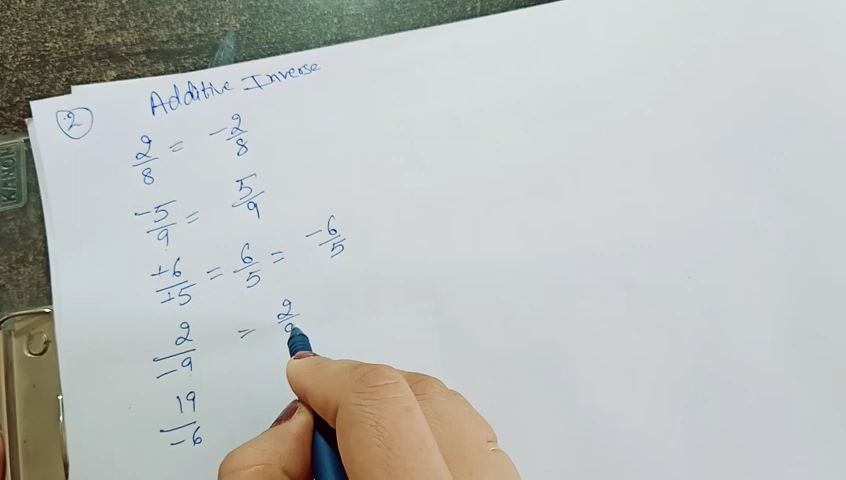 ② Additive Inverse
2/8 = -2/8
-5/9 = 5/9
-6/-5 = 6/5 = -6/5
2/-9 = 2/9
19/-6
KANON